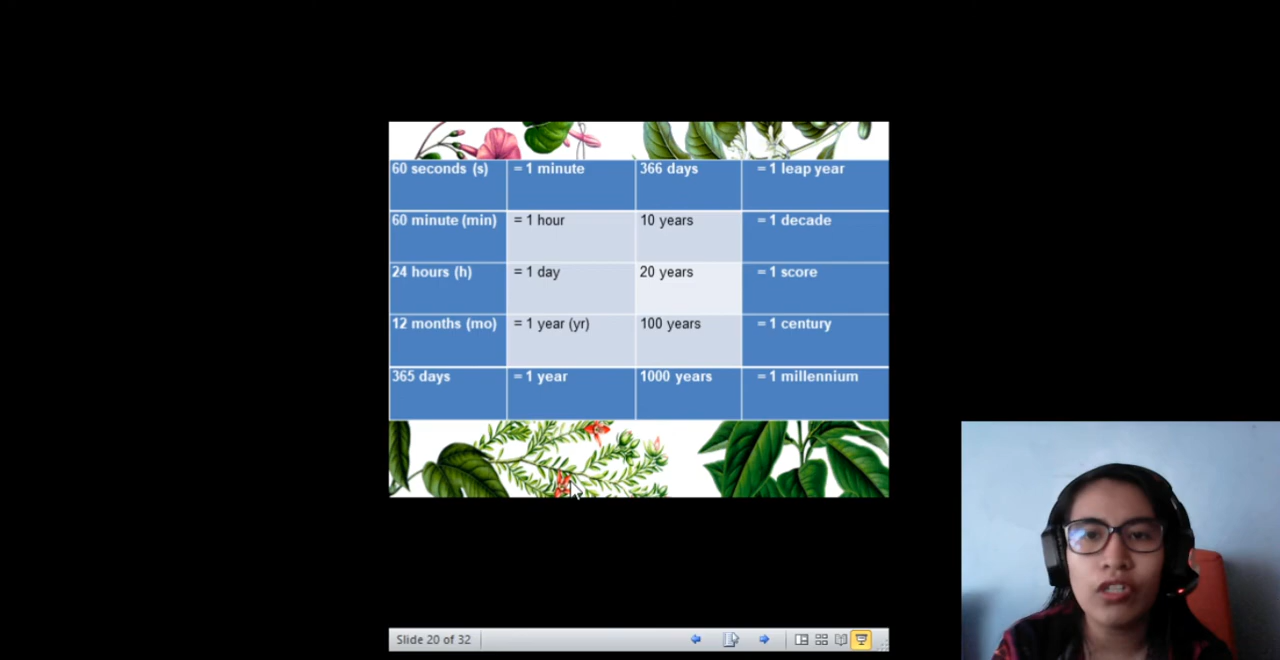 60 seconds (s) = 1 minute 366 days = 1 leap year
60 minute (min) = 1 hour 10 years = 1 decade
24 hours (h) = 1 day 20 years = 1 score
12 months (mo) = 1 year (yr) 100 years = 1 century
365 days = 1 year 1000 years = 1 millennium
Slide 20 of 32